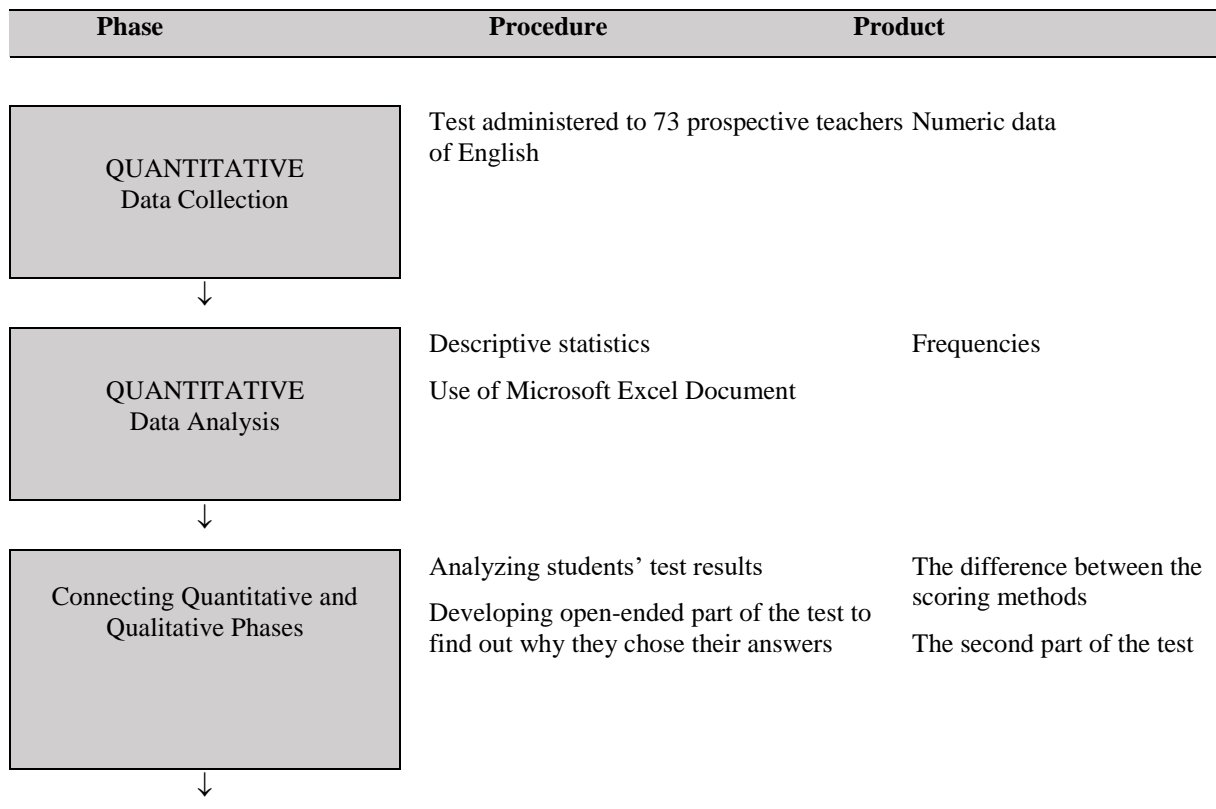 Phase Procedure Product
QUANTITATIVE
Data Collection
Test administered to 73 prospective teachers
of English
Numeric data
↓
QUANTITATIVE
Data Analysis
Descriptive statistics
Use of Microsoft Excel Document
Frequencies
↓
Connecting Quantitative and
Qualitative Phases
Analyzing students’ test results
Developing open-ended part of the test to
find out why they chose their answers
The difference between the
scoring methods
The second part of the test
↓